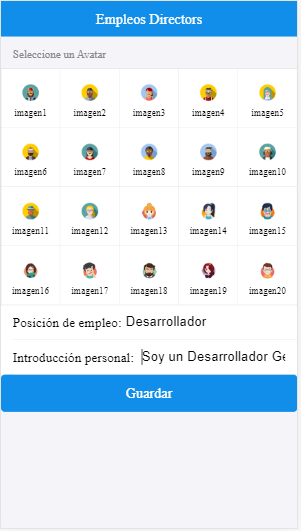 Empleos Directors
Seleccione un Avatar
imagen1 imagen2 imagen3 imagen4 imagen5
imagen6 imagen7 imagen8 imagen9 imagen10
imagen11 imagen12 imagen13 imagen14 imagen15
imagen16 imagen17 imagen18 imagen19 imagen20
Posición de empleo: Desarrollador
Introducción personal: Soy un Desarrollador Ge
Guardar